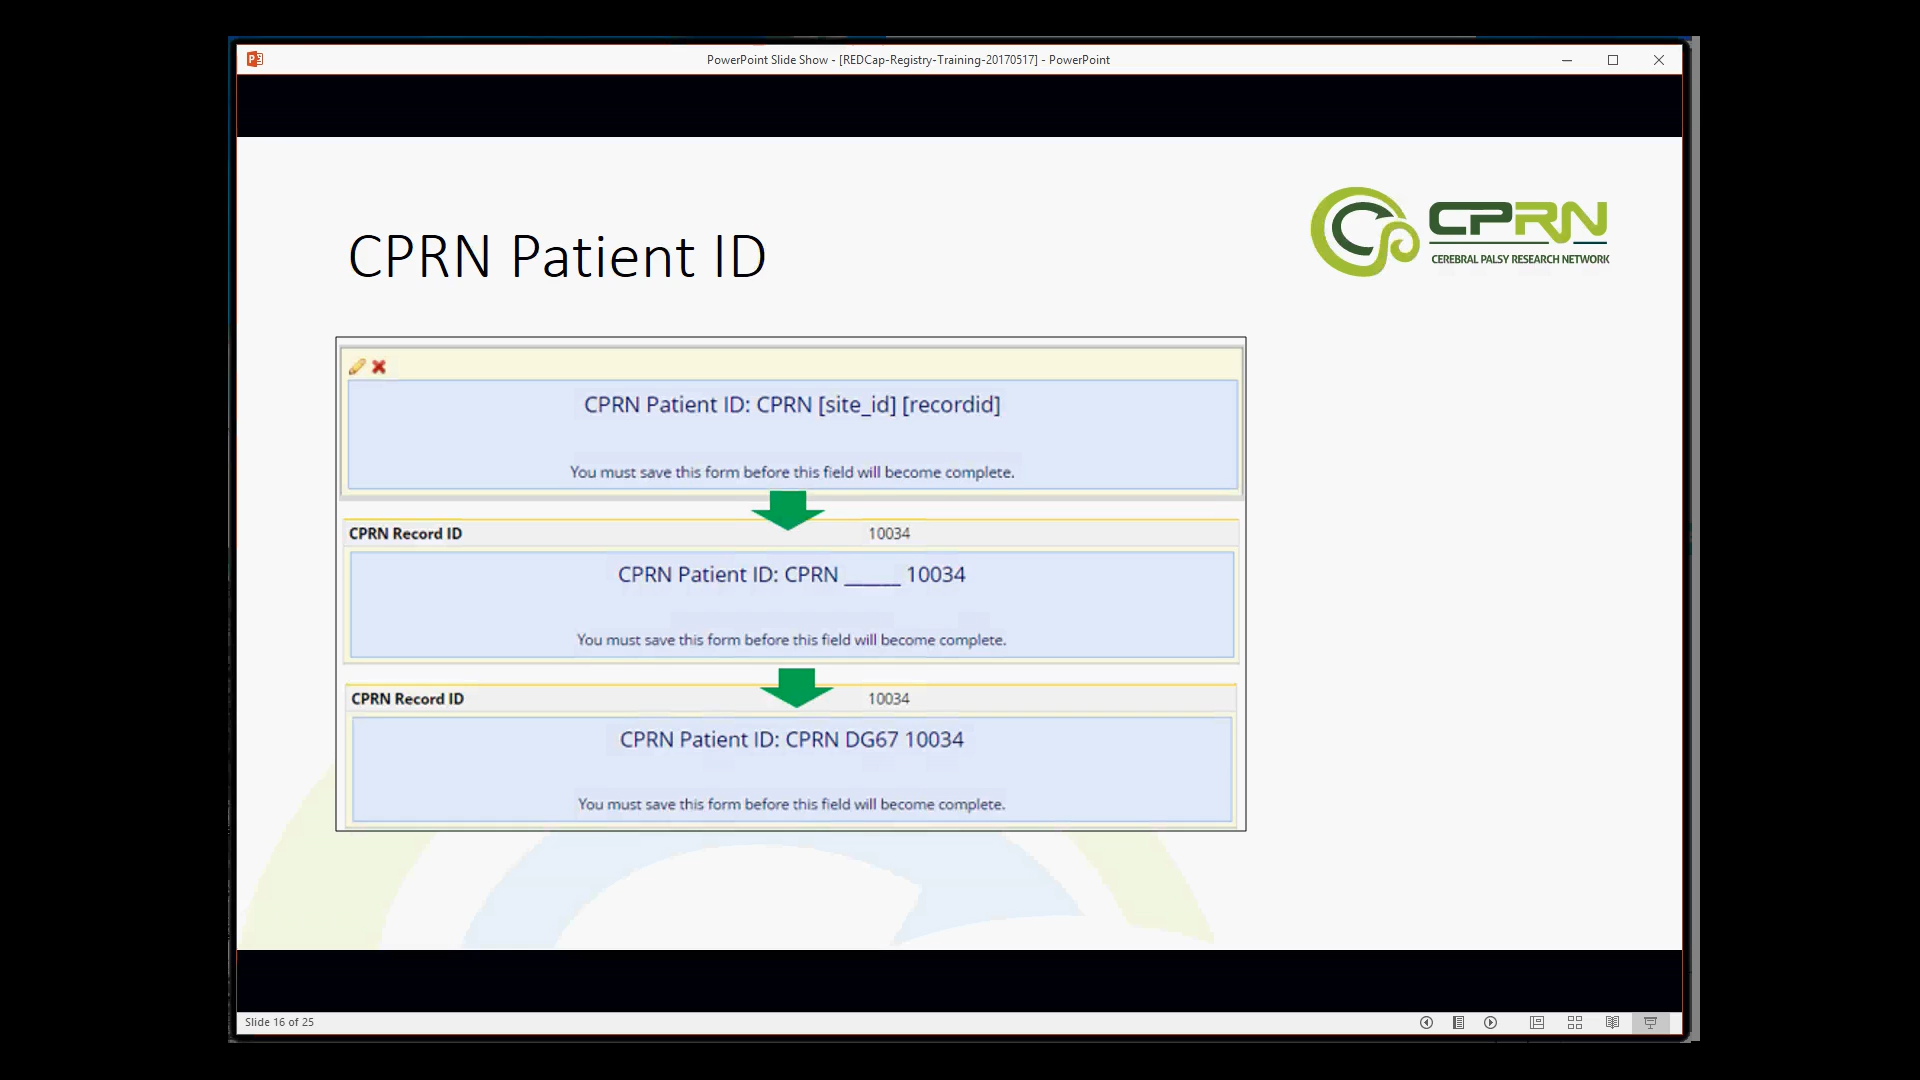 PowerPoint Slide Show - [REDCap-Registry-Training-20170517] - PowerPoint
CPRN Patient ID
CPRN
CEREBRAL PALSY RESEARCH NETWORK
CPRN Patient ID: CPRN [site_id] [recordid]
You must save this form before this field will become complete.
CPRN Record ID 10034
CPRN Patient ID: CPRN ______ 10034
You must save this form before this field will become complete.
CPRN Record ID 10034
CPRN Patient ID: CPRN DG67 10034
You must save this form before this field will become complete.
Slide 16 of 25